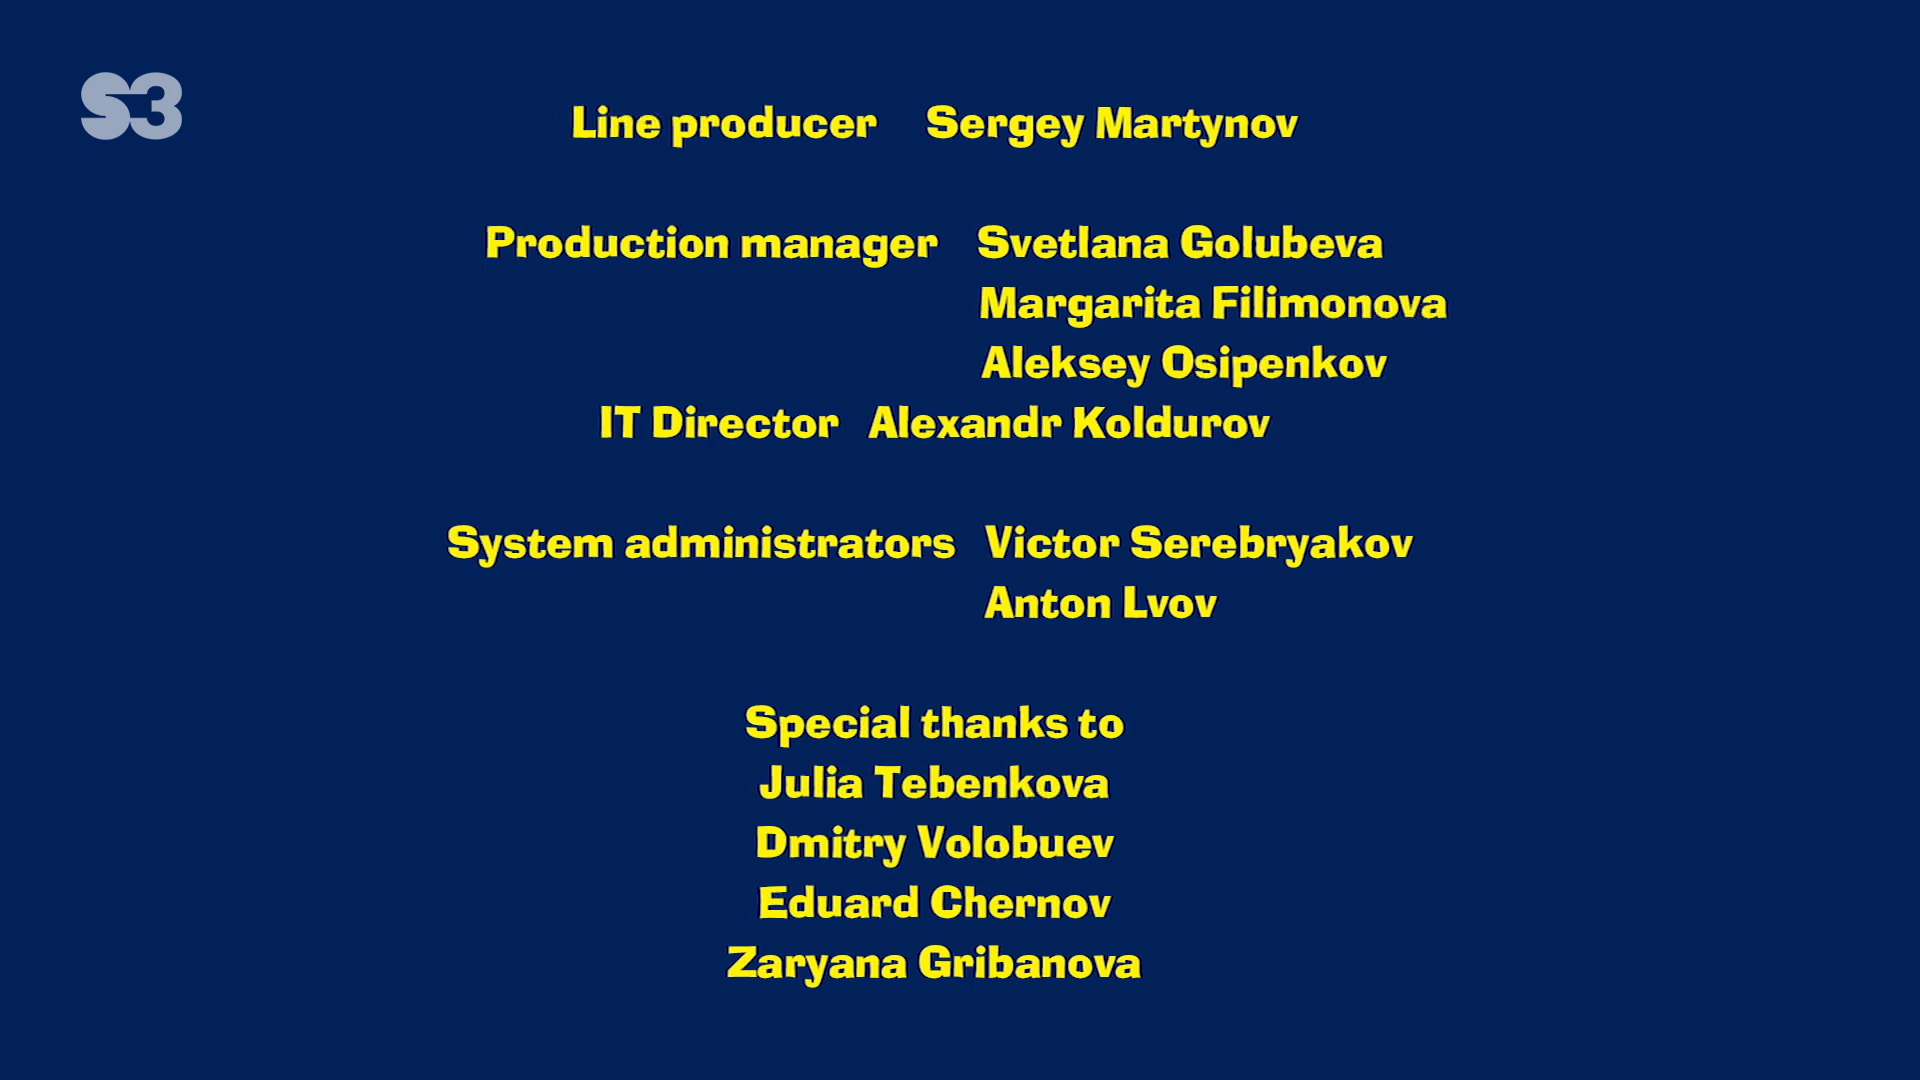 S3
Line producer Sergey Martynov
Production manager Svetlana Golubeva
Margarita Filimonova
Aleksey Osipenkov
IT Director Alexandr Koldurov
System administrators Victor Serebryakov
Anton Lvov
Special thanks to
Julia Tebenkova
Dmitry Volobuev
Eduard Chernov
Zaryana Gribanova